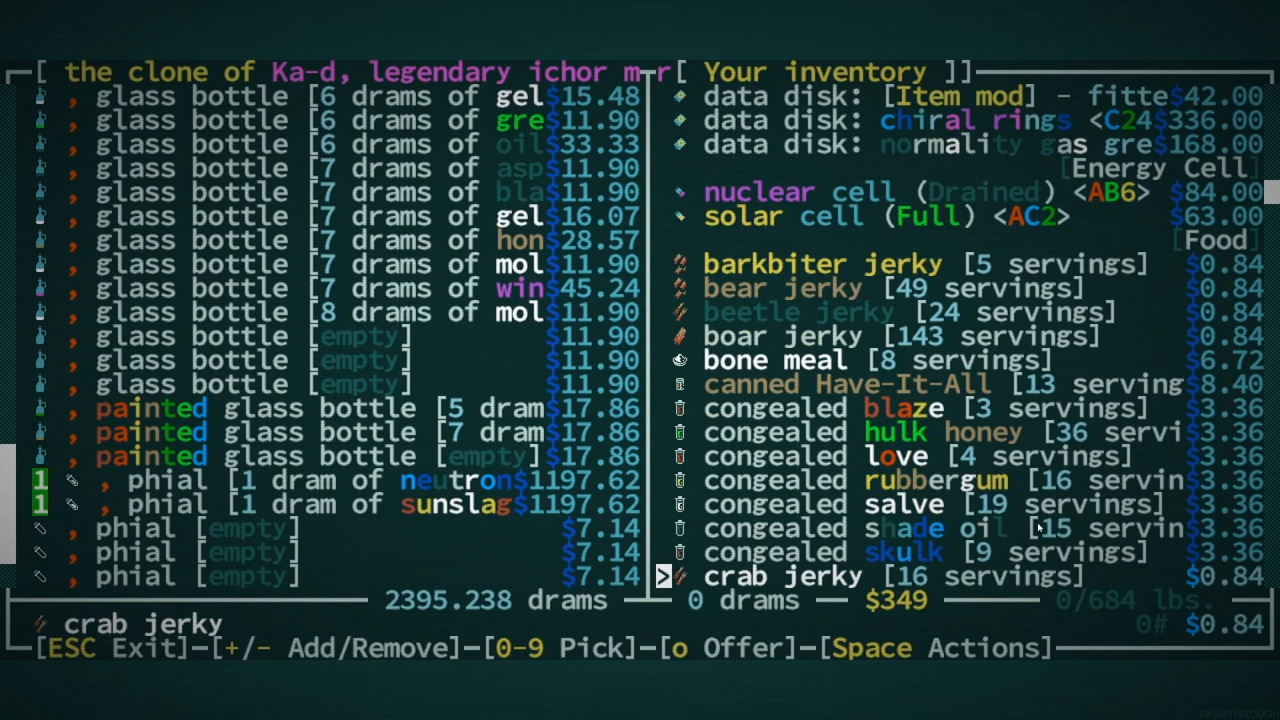 [ the clone of Ka-d, legendary ichor m r[ Your inventory ]]
, glass bottle [6 drams of gel$15.48
, glass bottle [6 drams of gre$11.90
, glass bottle [6 drams of oil$33.33
, glass bottle [7 drams of asp$11.90
, glass bottle [7 drams of bla$11.90
, glass bottle [7 drams of gel$16.07
, glass bottle [7 drams of hon$28.57
, glass bottle [7 drams of mol$11.90
, glass bottle [7 drams of win$45.24
, glass bottle [8 drams of mol$11.90
, glass bottle [empty] $11.90
, glass bottle [empty] $11.90
, glass bottle [empty] $11.90
, painted glass bottle [5 dram$17.86
, painted glass bottle [7 dram$17.86
, painted glass bottle [empty]$17.86
1 , phial [1 dram of neutron$1197.62
1 , phial [1 dram of sunslag$1197.62
, phial [empty] $7.14
, phial [empty] $7.14
, phial [empty] $7.14
data disk: [Item mod] - fitte$42.00
data disk: chiral rings <C24$336.00
data disk: normality gas gre$168.00
[Energy Cell]
nuclear cell (Drained) <AB6> $84.00
solar cell (Full) <AC2> $63.00
[Food]
barkbiter jerky [5 servings] $0.84
bear jerky [49 servings] $0.84
beetle jerky [24 servings] $0.84
boar jerky [143 servings] $0.84
bone meal [8 servings] $6.72
canned Have-It-All [13 serving$8.40
congealed blaze [3 servings] $3.36
congealed hulk honey [36 servi$3.36
congealed love [4 servings] $3.36
congealed rubbergum [16 servin$3.36
congealed salve [19 servings] $3.36
congealed shade oil [15 servin$3.36
congealed skulk [9 servings] $3.36
> crab jerky [16 servings] $0.84
2395.238 drams 0 drams $349 0/684 lbs.
crab jerky 0# $0.84
[ESC Exit]-[+/- Add/Remove]-[0-9 Pick]-[o Offer]-[Space Actions]